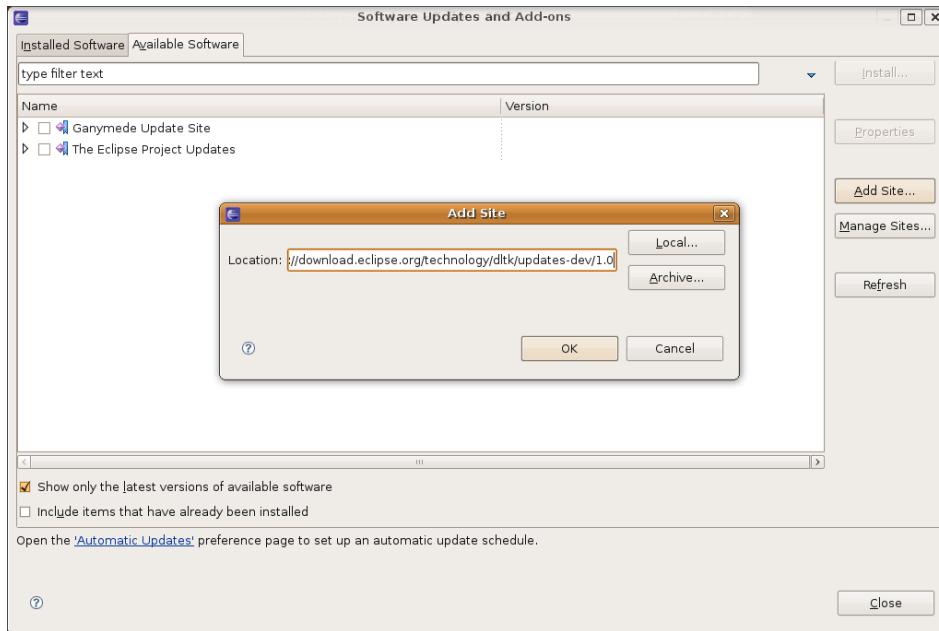 Software Updates and Add-ons
Installed Software Available Software
type filter text
Install...
Name Version
Ganymede Update Site
Properties
The Eclipse Project Updates
Add Site...
Add Site
Manage Sites...
Local...
Location: ://download.eclipse.org/technology/dltk/updates-dev/1.0
Archive...
Refresh
OK Cancel
Show only the latest versions of available software
Include items that have already been installed
Open the 'Automatic Updates' preference page to set up an automatic update schedule.
Close